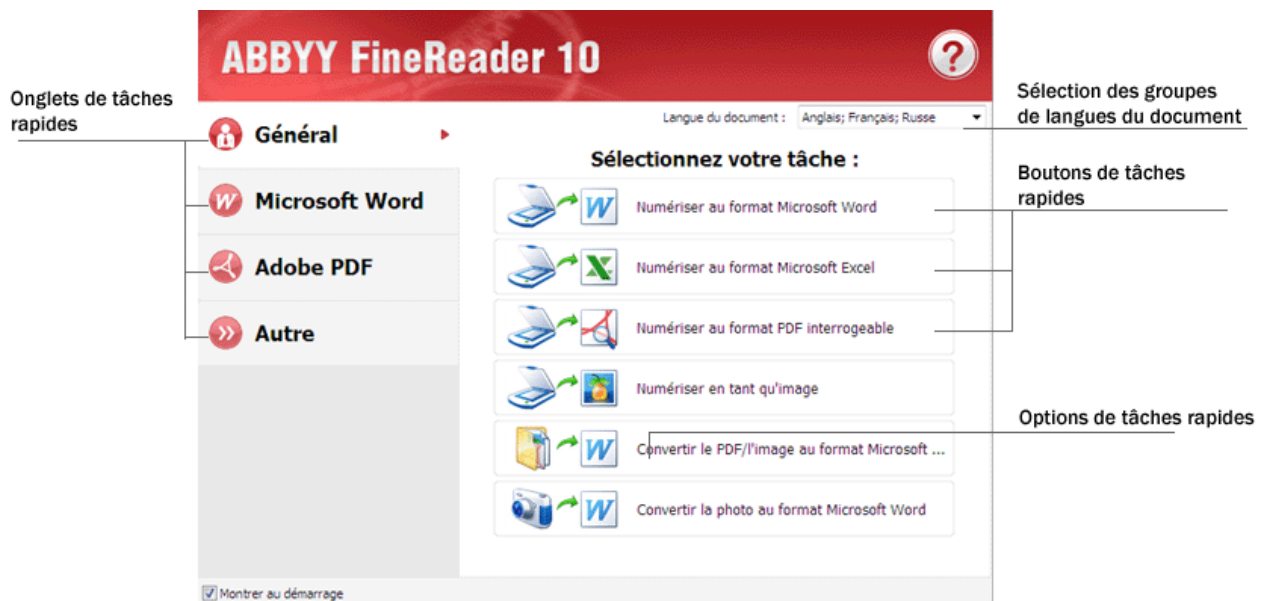 ABBYY FineReader 10
?
Onglets de tâches
rapides
Sélection des groupes
de langues du document
Langue du document : Anglais; Français; Russe
Général
Sélectionnez votre tâche :
Boutons de tâches
rapides
Microsoft Word
Numériser au format Microsoft Word
Adobe PDF
Numériser au format Microsoft Excel
Autre
Numériser au format PDF interrogeable
Numériser en tant qu'image
Options de tâches rapides
Convertir le PDF/l'image au format Microsoft ...
Convertir la photo au format Microsoft Word
Montrer au démarrage